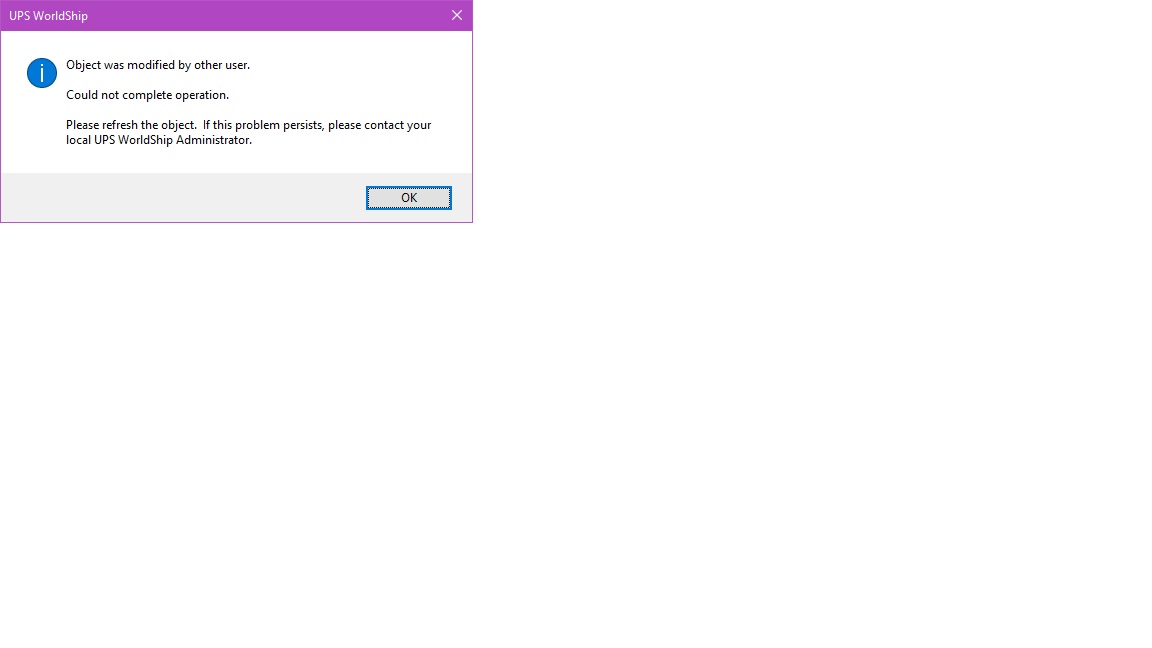 UPS WorldShip
Object was modified by other user.
Could not complete operation.
Please refresh the object.  If this problem persists, please contact your
local UPS WorldShip Administrator.
OK